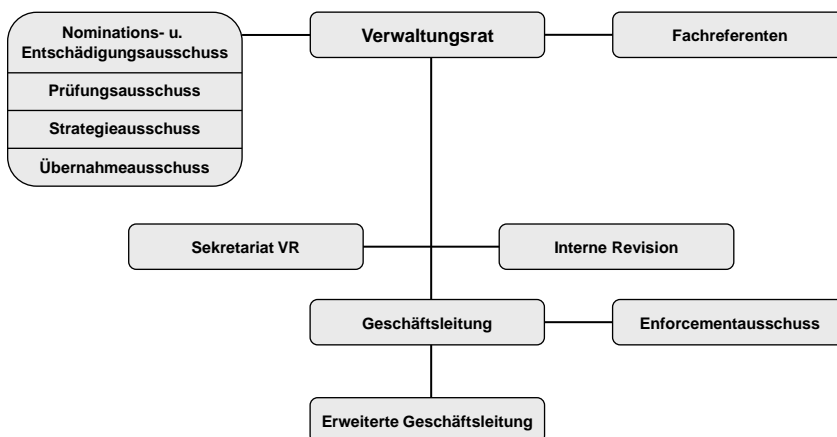 Nominations- u.
Entschädigungsausschuss
Prüfungsausschuss
Strategieausschuss
Übernahmeausschuss
Verwaltungsrat
Fachreferenten
Sekretariat VR
Interne Revision
Geschäftsleitung
Enforcementausschuss
Erweiterte Geschäftsleitung